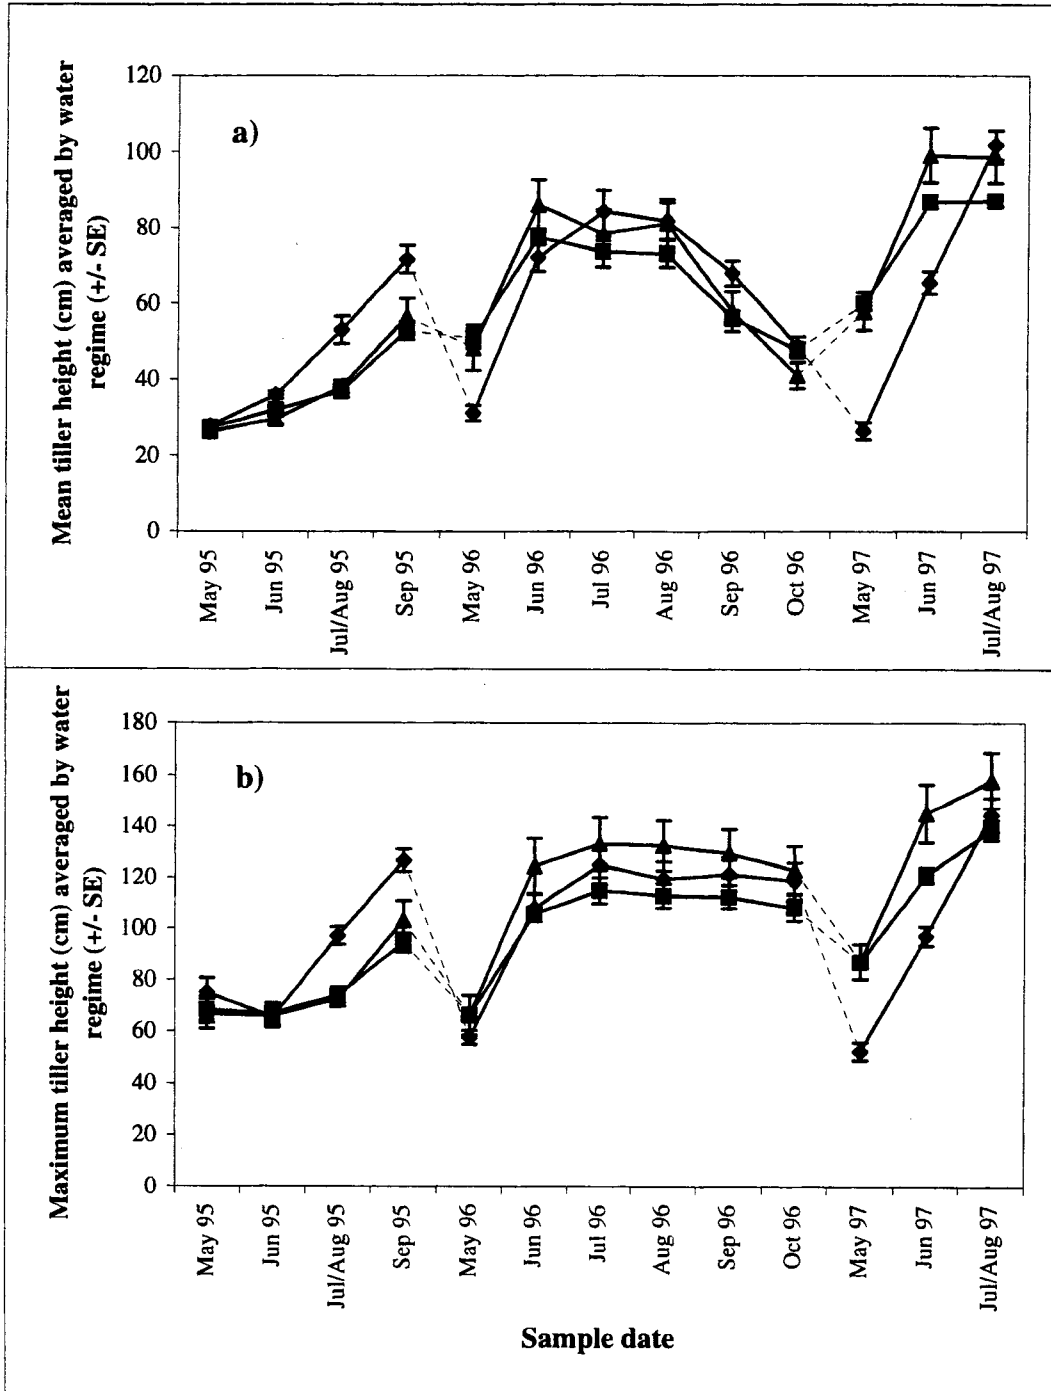 Mean tiller height (cm) averaged by water
regime (+/- SE)
120
100
80
60
40
20
0
a)
May 95
Jun 95
Jul/Aug 95
Sep 95
May 96
Jun 96
Jul 96
Aug 96
Sep 96
Oct 96
May 97
Jun 97
Jul/Aug 97
Maximum tiller height (cm) averaged by water
regime (+/- SE)
180
160
140
120
100
80
60
40
20
0
b)
May 95
Jun 95
Jul/Aug 95
Sep 95
May 96
Jun 96
Jul 96
Aug 96
Sep 96
Oct 96
May 97
Jun 97
Jul/Aug 97
Sample date